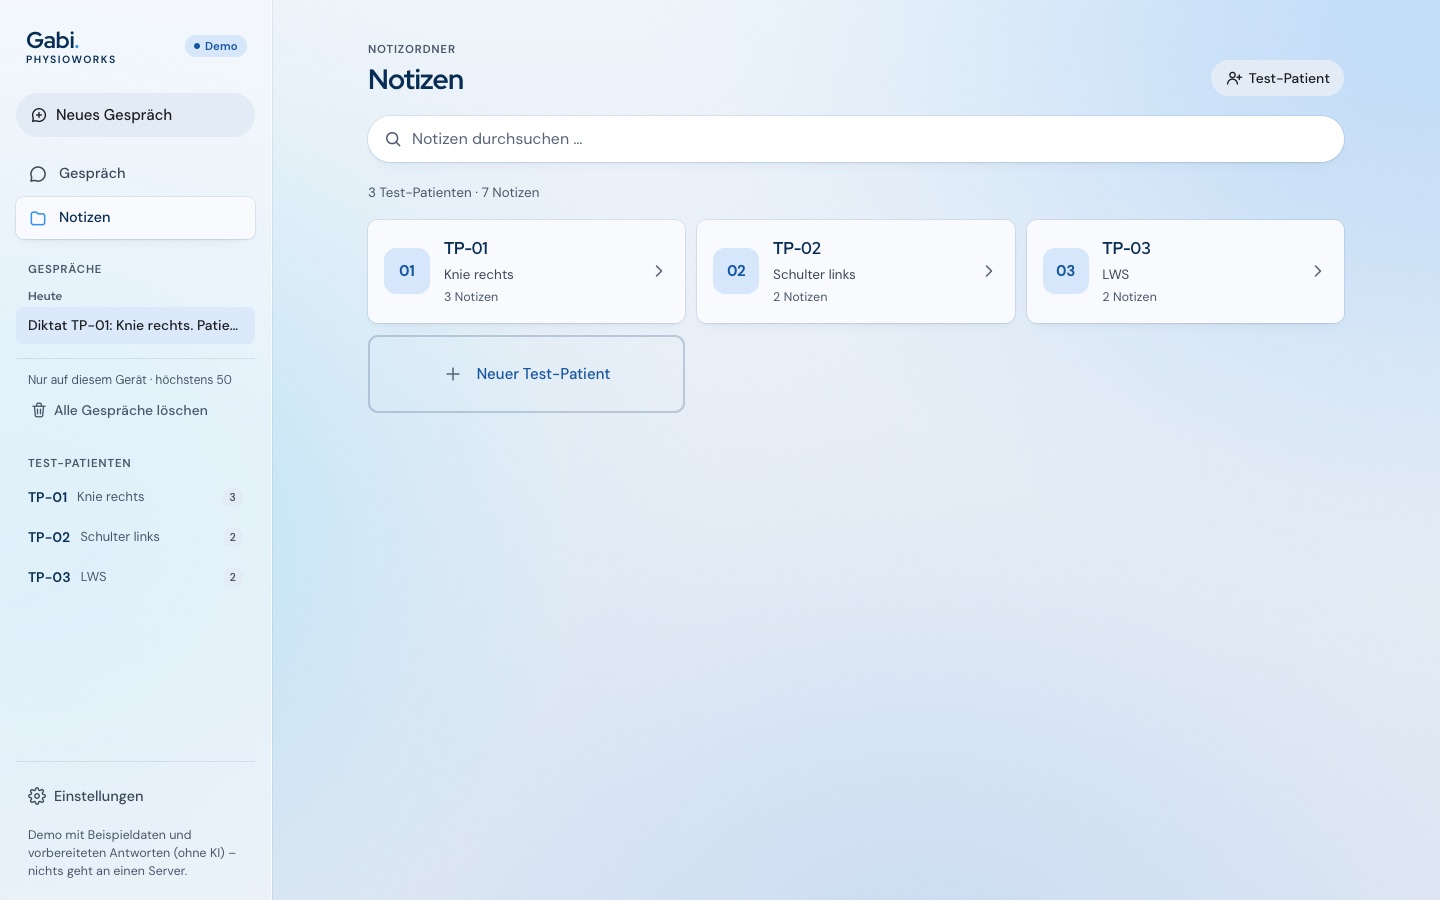 Gabi.
PHYSIOWORKS
Demo
Neues Gespräch
Gespräch
Notizen
GESPRÄCHE
Heute
Diktat TP-01: Knie rechts. Patie…
Nur auf diesem Gerät · höchstens 50
Alle Gespräche löschen
TEST-PATIENTEN
TP-01 Knie rechts 3
TP-02 Schulter links 2
TP-03 LWS 2
Einstellungen
Demo mit Beispieldaten und
vorbereiteten Antworten (ohne KI) –
nichts geht an einen Server.
NOTIZORDNER
Notizen
Test-Patient
Notizen durchsuchen …
3 Test-Patienten · 7 Notizen
01
TP-01
Knie rechts
3 Notizen
02
TP-02
Schulter links
2 Notizen
03
TP-03
LWS
2 Notizen
Neuer Test-Patient